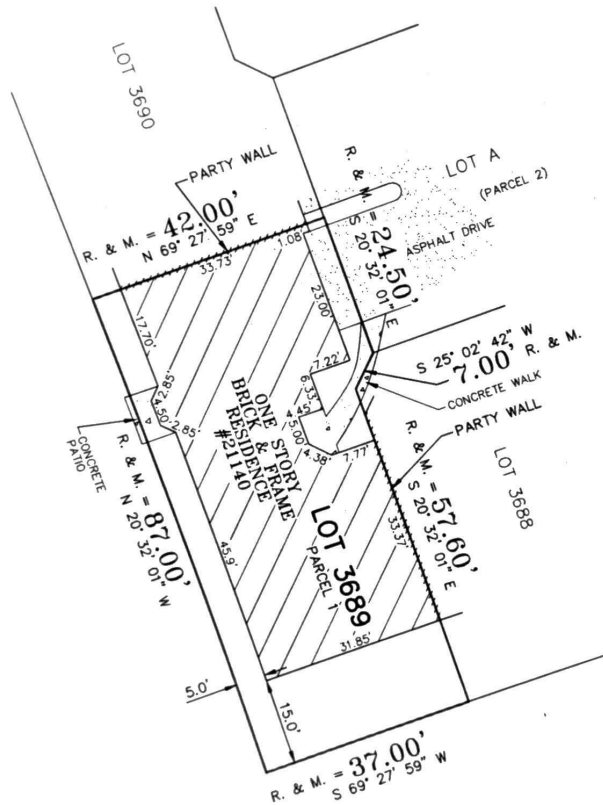 LOT 3690
PARTY WALL
R. & M. = 42.00'
N 69° 27' 59" E
33.73'
1.08'
R. & M. = 24.50'
S 20° 32' 01" E
LOT A
(PARCEL 2)
ASPHALT DRIVE
17.70'
23.00'
7.22'
6.33'
2.85'
4.50'
2.85'
.45'
45.00'
4.38'
7.77'
S 25° 02' 42" W
7.00' R. & M.
CONCRETE WALK
PARTY WALL
CONCRETE
PATIO
ONE STORY
BRICK & FRAME
RESIDENCE
#21140
R. & M. = 87.00'
N 20° 32' 01" W
R. & M. = 57.60'
S 20° 32' 01" E
LOT 3688
33.37'
45.9'
LOT 3689
PARCEL 1
31.85'
5.0'
15.0'
R. & M. = 37.00'
S 69° 27' 59" W